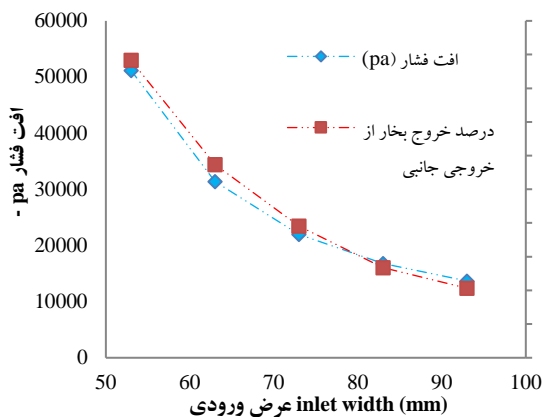 60000
50000
40000
30000
20000
10000
0
افت فشار pa -
افت فشار (pa)
درصد خروج بخار از
خروجی جانبی
50 60 70 80 90 100
عرض ورودی inlet width (mm)